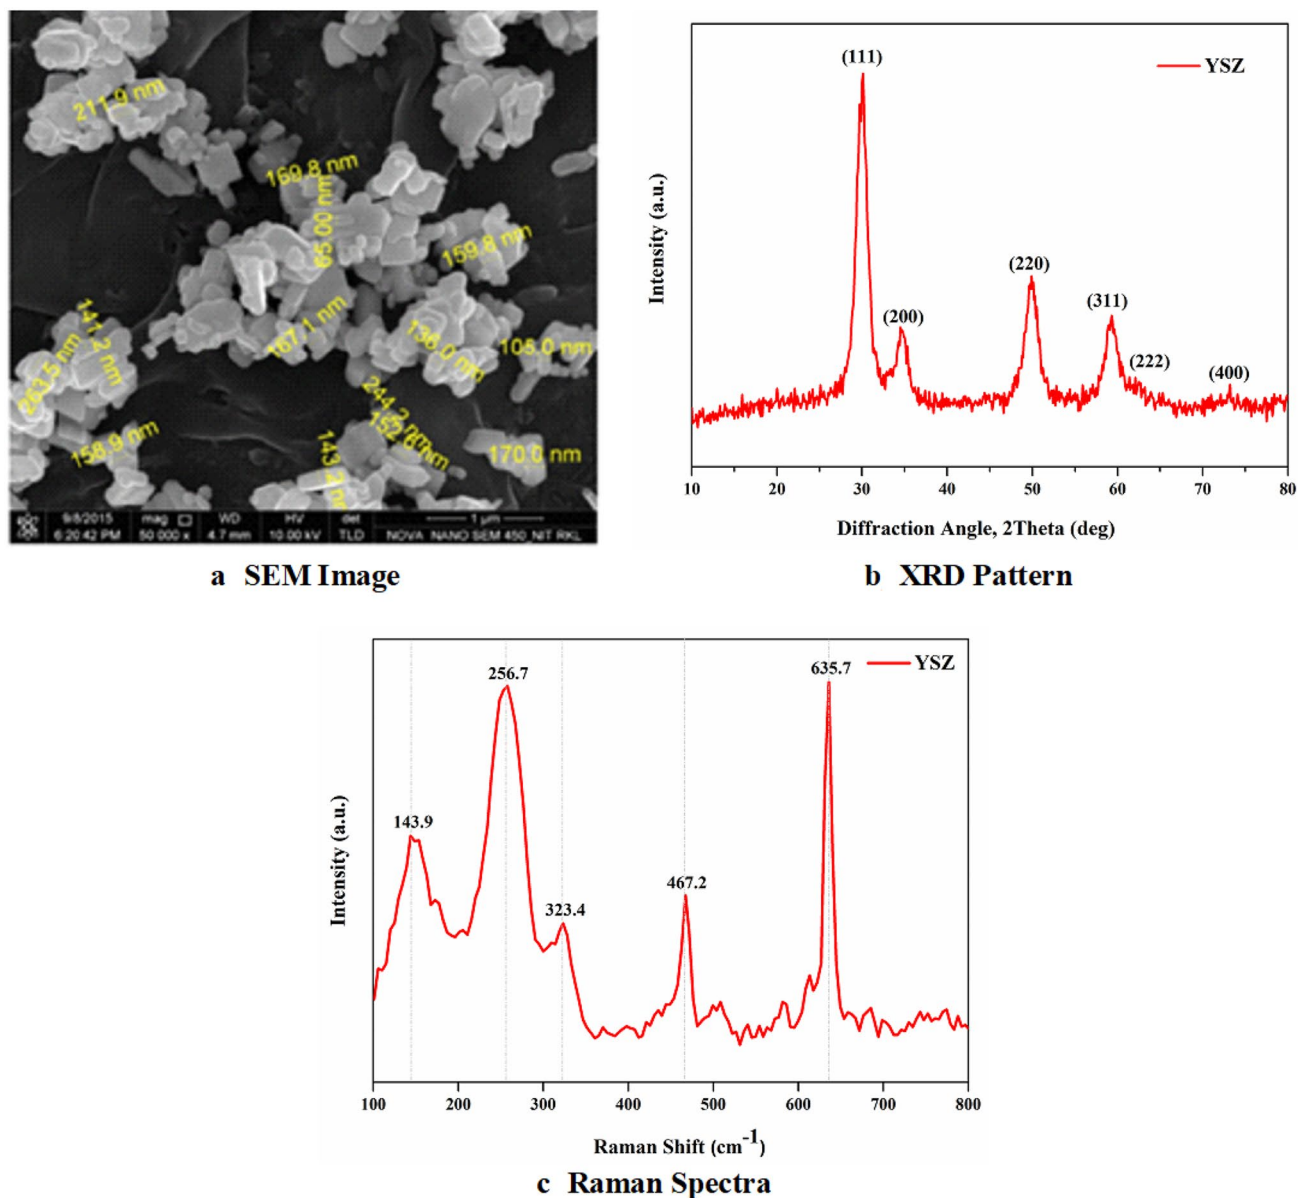 211.9 nm
169.8 nm
65.00 nm
159.8 nm
141.2 nm
263.5 nm
167.1 nm
136.0 nm
105.0 nm
244.2 nm
152.6 nm
158.9 nm
143.2 nm
170.0 nm
9/8/2015 mag WD HV det 1 µm
6:20:42 PM 50 000 x 4.7 mm 10.00 kV TLD NOVA NANO SEM 450_NIT RKL
a SEM Image
YSZ
(111)
(200)
(220)
(311)
(222)
(400)
Intensity (a.u.)
10 20 30 40 50 60 70 80
Diffraction Angle, 2Theta (deg)
b XRD Pattern
YSZ
143.9
256.7
323.4
467.2
635.7
Intensity (a.u.)
100 200 300 400 500 600 700 800
Raman Shift (cm⁻¹)
c Raman Spectra